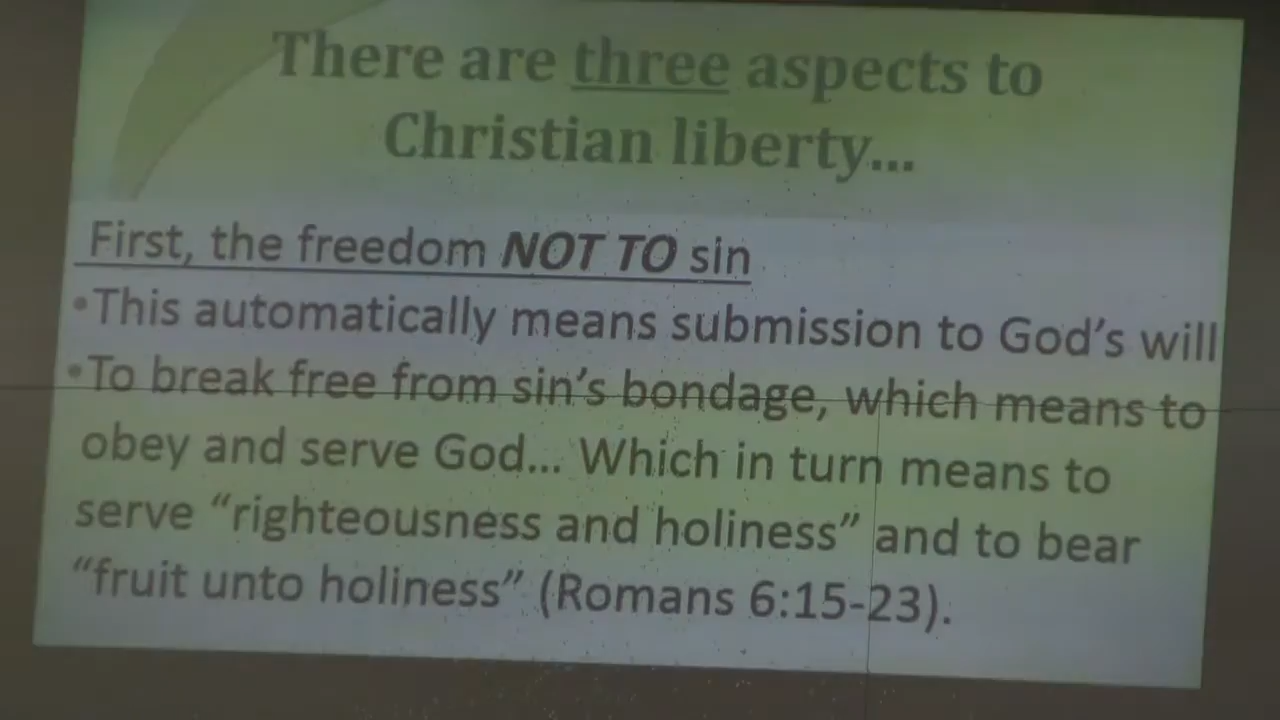 There are three aspects to
Christian liberty...
First, the freedom NOT TO sin
•This automatically means submission to God's will
•To break free from sin's bondage, which means to
obey and serve God... Which in turn means to
serve “righteousness and holiness” and to bear
“fruit unto holiness” (Romans 6:15-23).